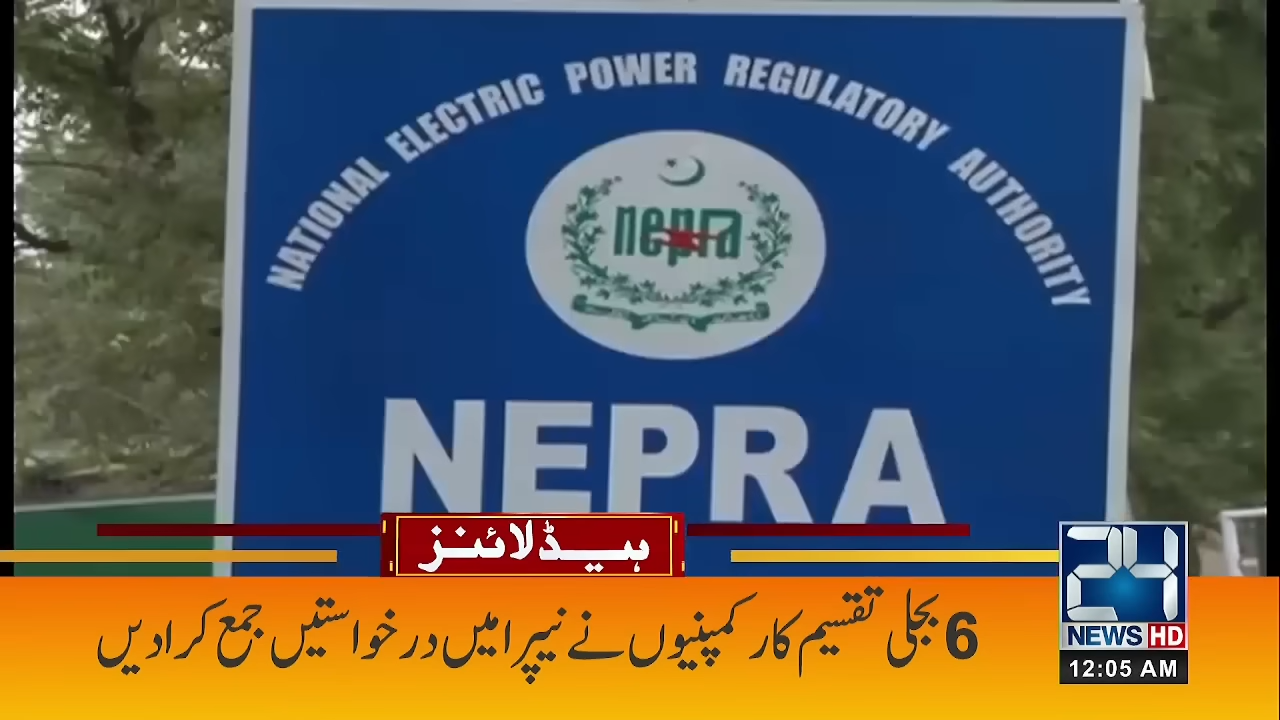 NATIONAL ELECTRIC POWER REGULATORY AUTHORITY
nepra
NEPRA
ہیڈلائنز
6 بجلی تقسیم کار کمپنیوں نے نیپرا میں درخواستیں جمع کرا دیں
24
NEWS HD
12:05 AM